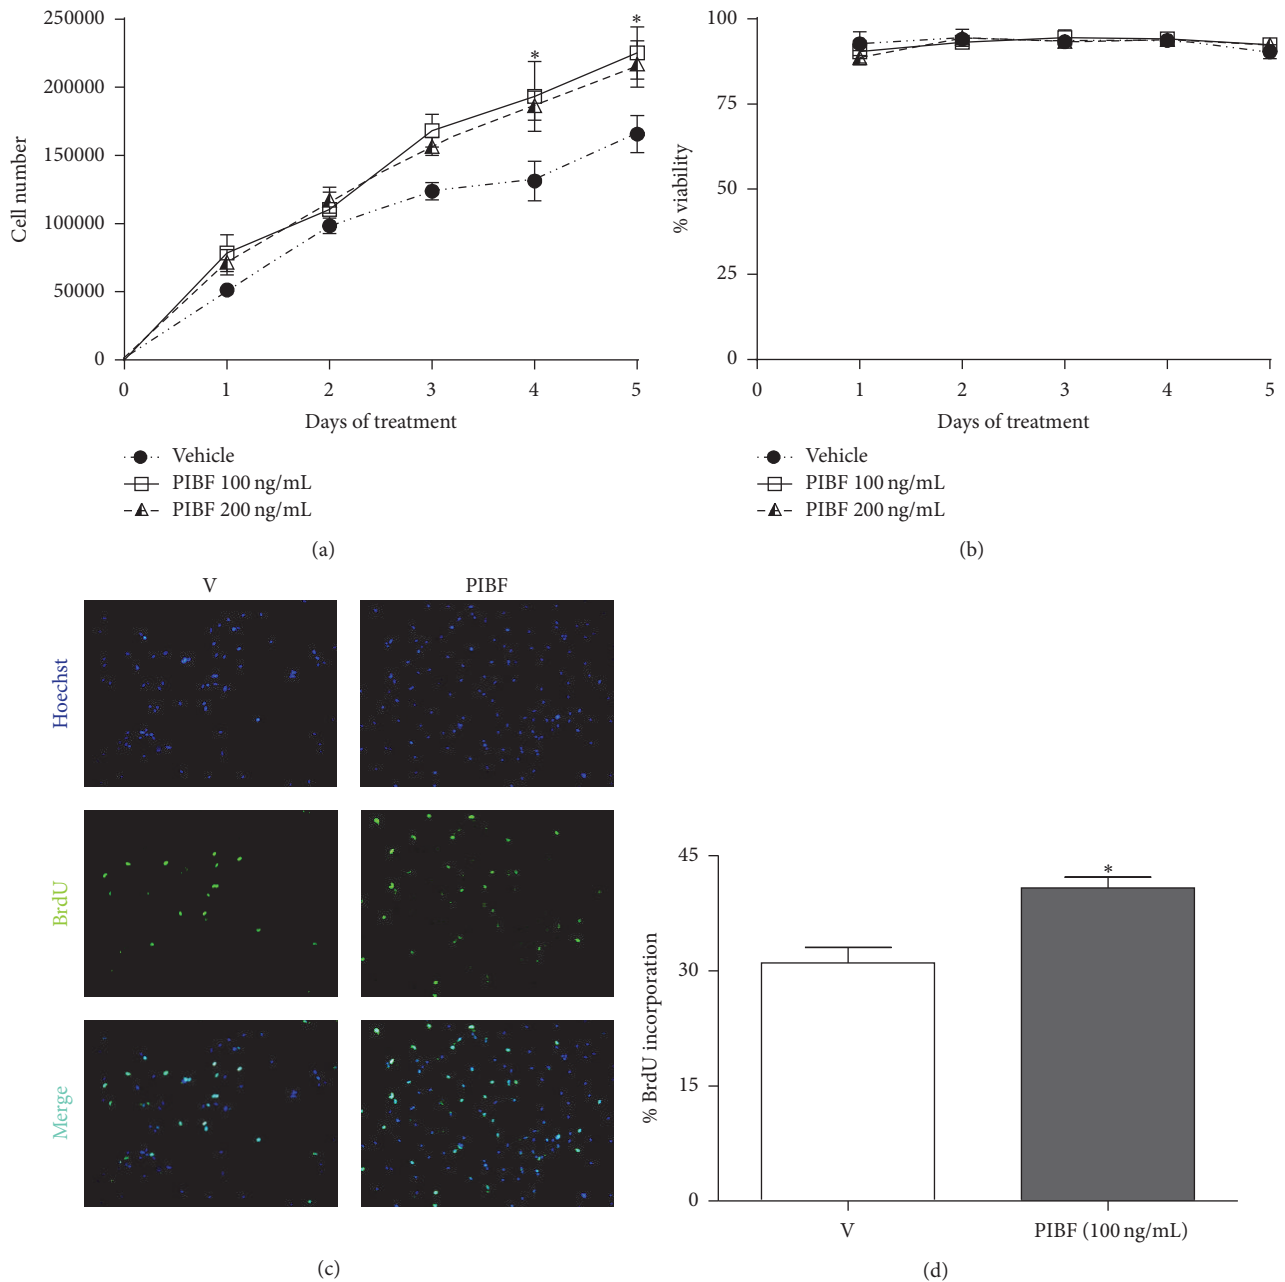 250000
200000
150000
100000
50000
0
Cell number
*
*
0 1 2 3 4 5
Days of treatment
Vehicle
PIBF 100 ng/mL
PIBF 200 ng/mL
(a)
100
75
50
25
0
% viability
0 1 2 3 4 5
Days of treatment
Vehicle
PIBF 100 ng/mL
PIBF 200 ng/mL
(b)
V PIBF
Hoechst
BrdU
Merge
(c)
45
30
15
0
% BrdU incorporation
*
V PIBF (100 ng/mL)
(d)